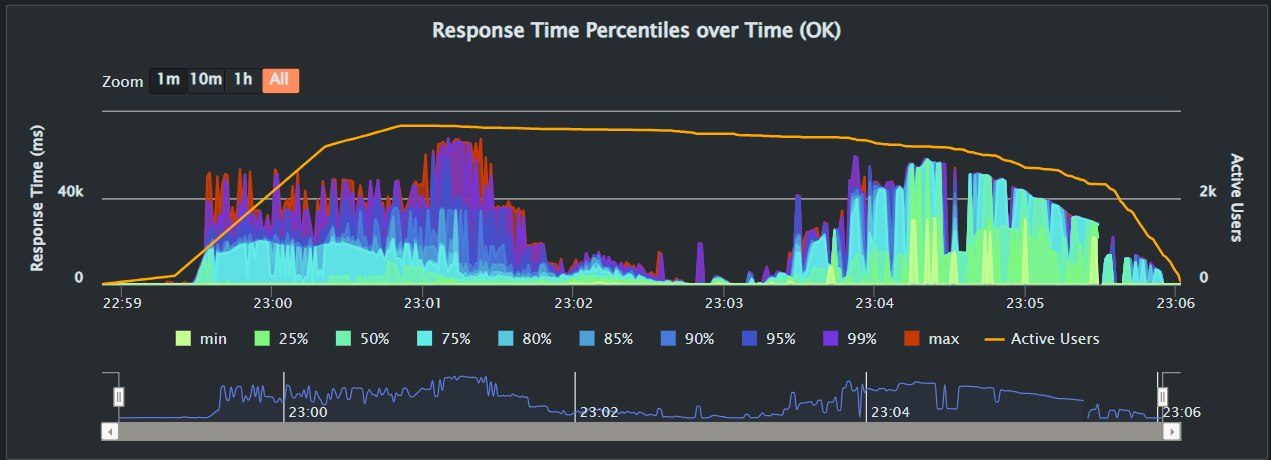 Response Time Percentiles over Time (OK)
Zoom 1m 10m 1h All
Response Time (ms)
40k
0
Active Users
2k
0
22:59 23:00 23:01 23:02 23:03 23:04 23:05 23:06
min 25% 50% 75% 80% 85% 90% 95% 99% max Active Users
23:00 23:02 23:04 23:06